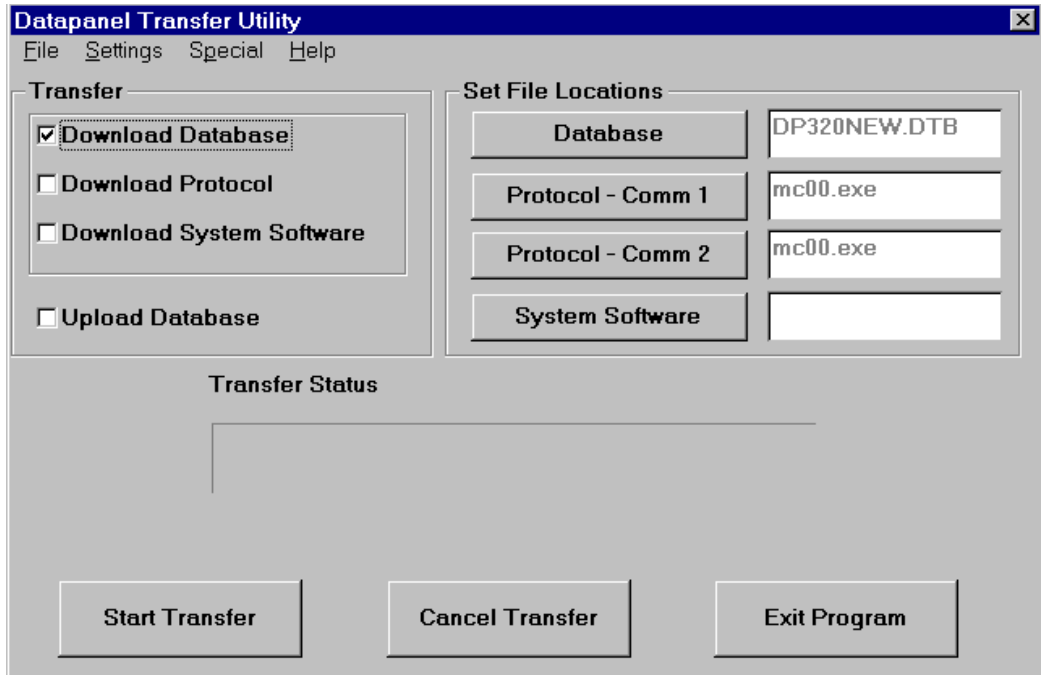 Datapanel Transfer Utility
File Settings Special Help
Transfer
Download Database
Download Protocol
Download System Software
Upload Database
Set File Locations
Database DP320NEW.DTB
Protocol - Comm 1 mc00.exe
Protocol - Comm 2 mc00.exe
System Software
Transfer Status
Start Transfer Cancel Transfer Exit Program